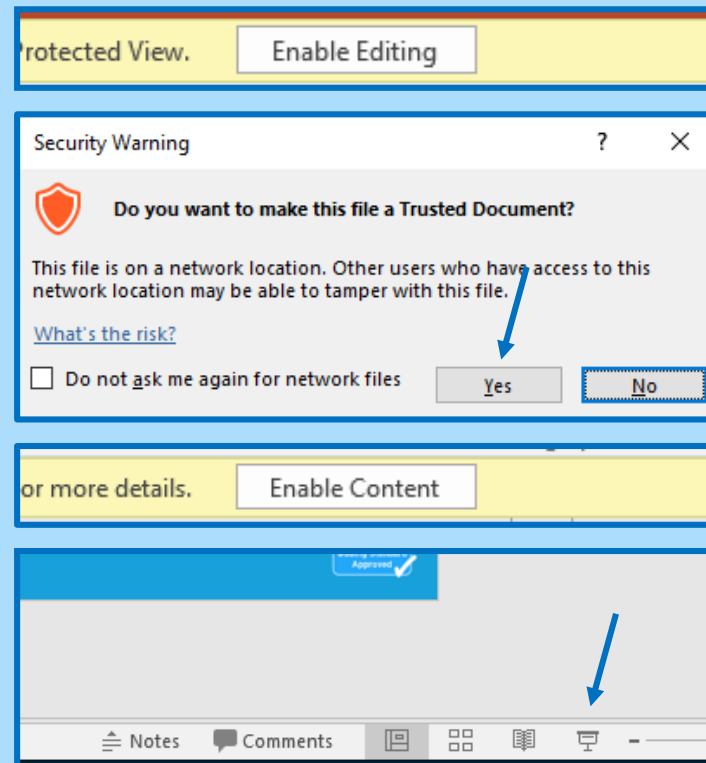 rotected View. Enable Editing
Security Warning ? ×
Do you want to make this file a Trusted Document?
This file is on a network location. Other users who have access to this
network location may be able to tamper with this file.
What's the risk?
Do not ask me again for network files Yes No
or more details. Enable Content
Approved
Notes Comments